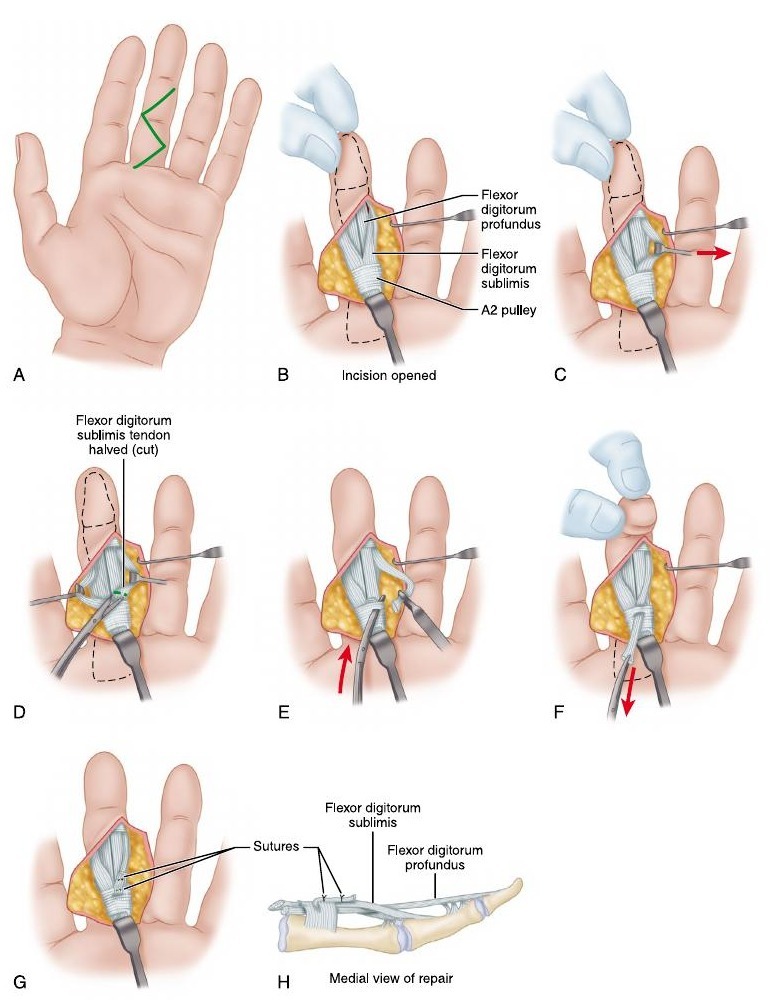 A
B
Flexor
digitorum
profundus
Flexor
digitorum
sublimis
A2 pulley
Incision opened
C
Flexor digitorum
sublimis tendon
halved (cut)
D
E
F
G
Sutures
Flexor digitorum
sublimis
Flexor digitorum
profundus
H
Medial view of repair